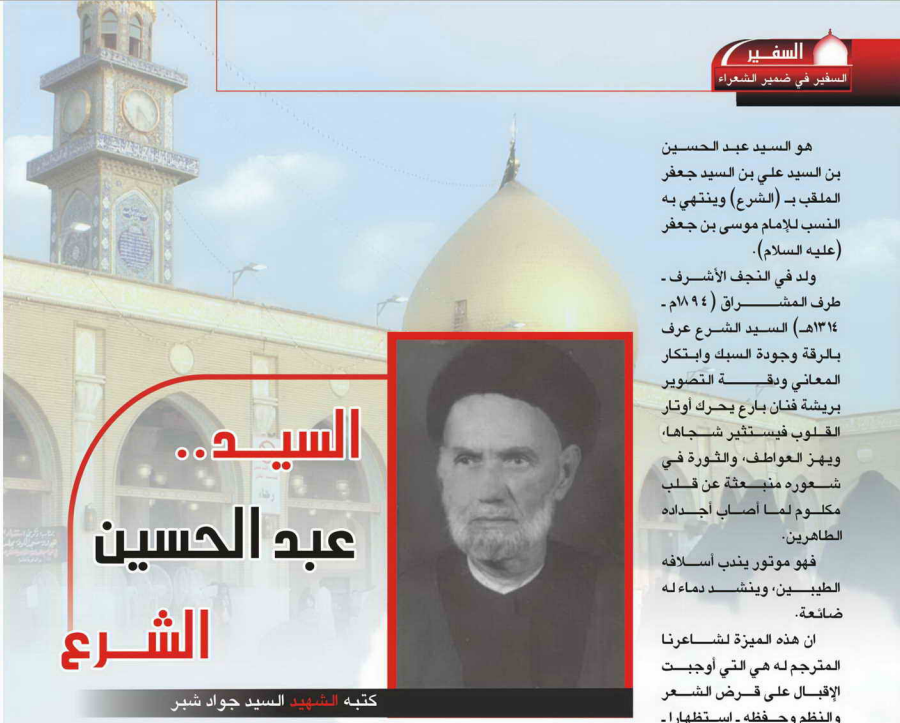 السفير
السفير في ضمير الشعراء
هو السيد عبد الحسين
بن السيد علي بن السيد جعفر
الملقب بـ (الشرع) وينتهي به
النسب للإمام موسى بن جعفر
(عليه السلام).
ولد في النجف الأشرف ـ
طرف المشراق (١٨٩٤م ـ
١٣١٤هـ) السيد الشرع عرف
بالرقة وجودة السبك وابتكار
المعاني ودقة التصوير
بريشة فنان بارع يحرك أوتار
القلوب فيستثير شجاها،
ويهز العواطف، والثورة في
شعوره منبعثة عن قلب
مكلوم لما أصاب أجداده
الطاهرين.
فهو موتور يندب أسلافه
الطيبين، وينشد دماء له
ضائعة.
ان هذه الميزة لشاعرنا
المترجم له هي التي أوجبت
الإقبال على قرض الشعر
والنظم وحفظه ـ استظهارا ـ
السيد..
عبد الحسين
الشرع
كتبه الشهيد السيد جواد شبر